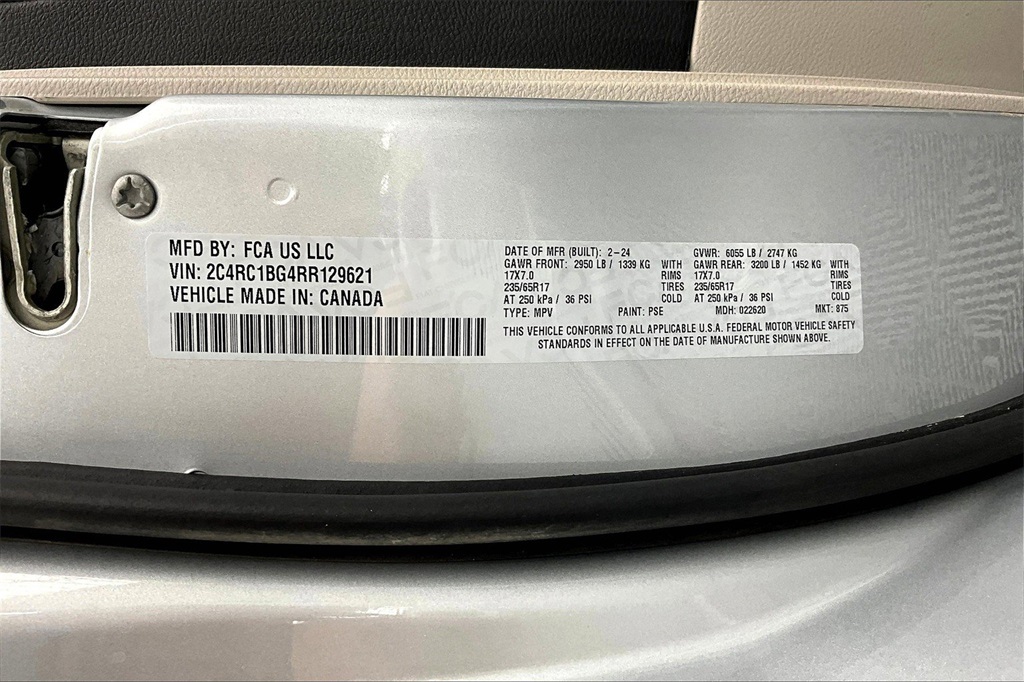 MFD BY: FCA US LLC
VIN: 2C4RC1BG4RR129621
VEHICLE MADE IN: CANADA
DATE OF MFR (BUILT): 2-24 GVWR: 6055 LB / 2747 KG
GAWR FRONT: 2950 LB / 1339 KG WITH GAWR REAR: 3200 LB / 1452 KG WITH
17X7.0 RIMS 17X7.0 RIMS
235/65R17 TIRES 235/65R17 TIRES
AT 250 kPa / 36 PSI COLD AT 250 kPa / 36 PSI COLD
TYPE: MPV PAINT: PSE MDH: 022620 MKT: 875
THIS VEHICLE CONFORMS TO ALL APPLICABLE U.S.A. FEDERAL MOTOR VEHICLE SAFETY
STANDARDS IN EFFECT ON THE DATE OF MANUFACTURE SHOWN ABOVE.